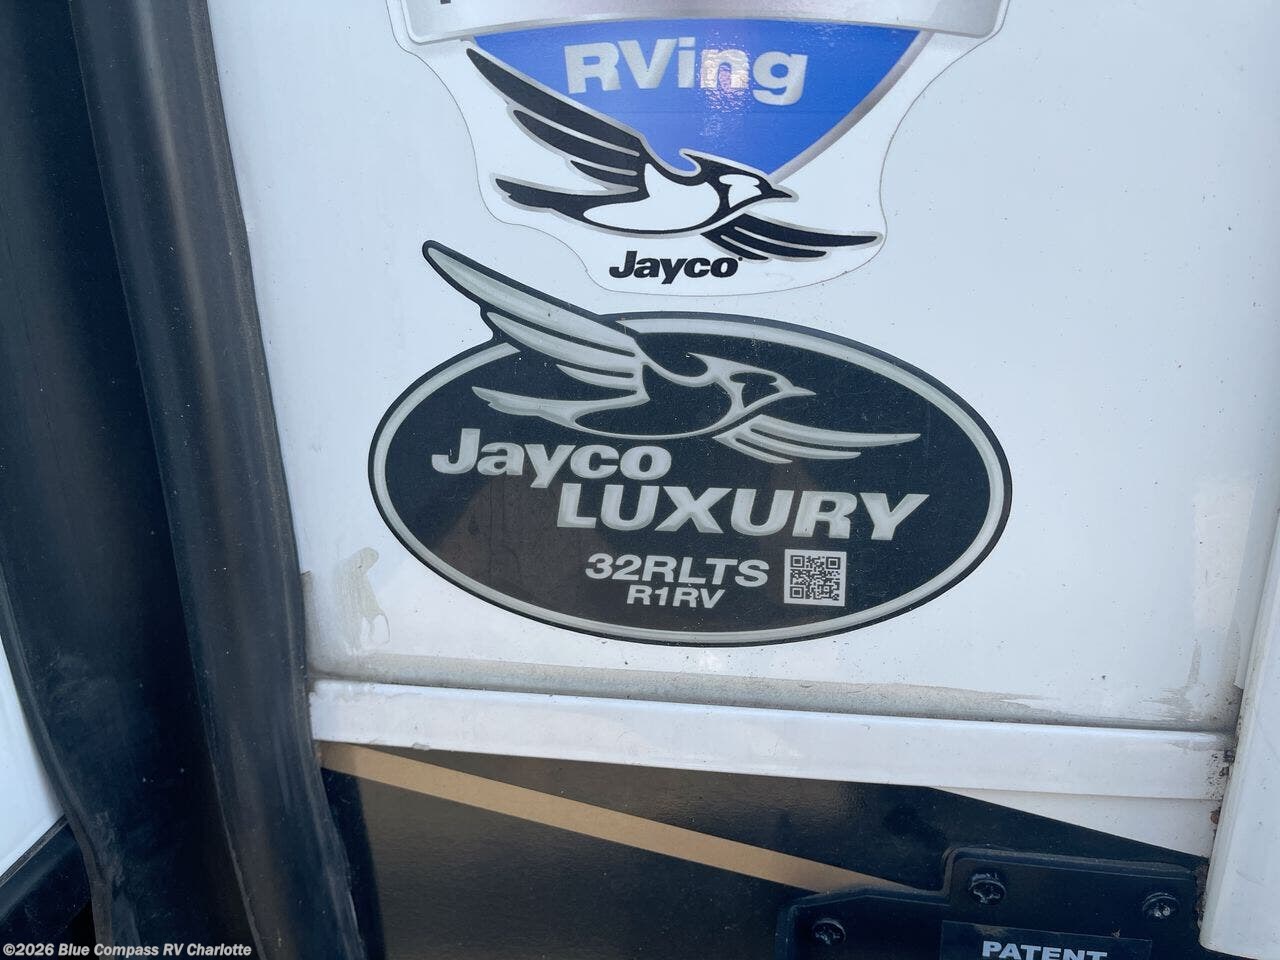 RVing
Jayco
Jayco
LUXURY
32RLTS
R1RV
PATENT
©2026 Blue Compass RV Charlotte